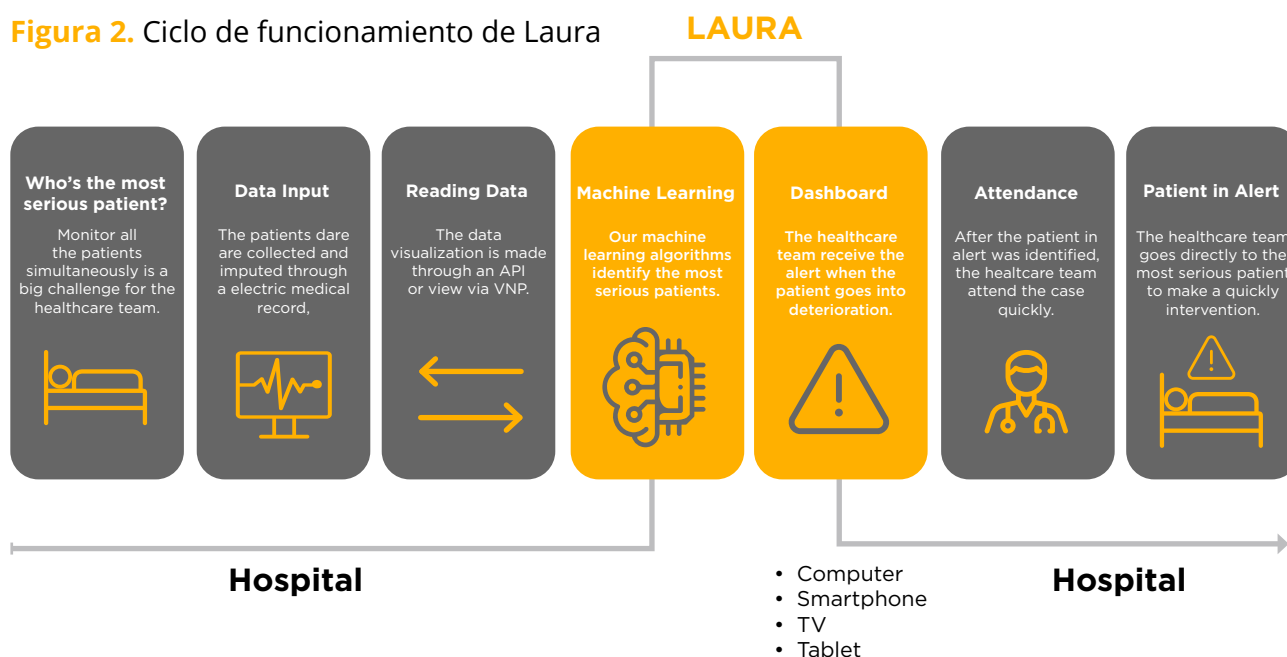 Figura 2. Ciclo de funcionamiento de Laura
LAURA
Who's the most
serious patient?
Monitor all
the patients
simultaneously is a
big challenge for the
healthcare team.
Data Input
The patients dare
are collected and
imputed through
a electric medical
record,
Reading Data
The data
visualization is made
through an API
or view via VNP.
Machine Learning
Our machine
learning algorithms
identify the most
serious patients.
Dashboard
The healthcare
team receive the
alert when the
patient goes into
deterioration.
Attendance
After the patient in
alert was identified,
the healtcare team
attend the case
quickly.
Patient in Alert
The healthcare team
goes directly to the
most serious patient
to make a quickly
intervention.
Hospital
• Computer
• Smartphone
• TV
• Tablet
Hospital